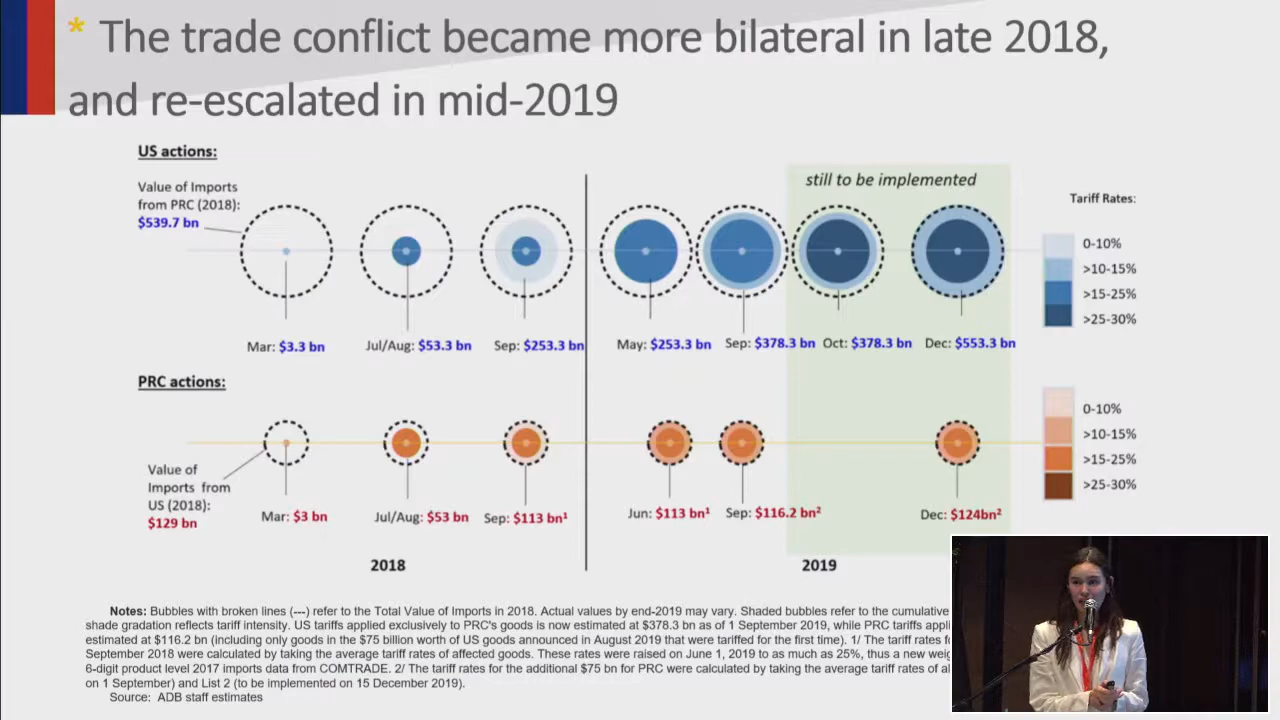 * The trade conflict became more bilateral in late 2018,
and re-escalated in mid-2019
US actions:
Value of Imports
from PRC (2018):
$539.7 bn
still to be implemented
Tariff Rates:
0-10%
>10-15%
>15-25%
>25-30%
Mar: $3.3 bn
Jul/Aug: $53.3 bn
Sep: $253.3 bn
May: $253.3 bn
Sep: $378.3 bn
Oct: $378.3 bn
Dec: $553.3 bn
PRC actions:
0-10%
>10-15%
>15-25%
>25-30%
Value of
Imports from
US (2018):
$129 bn
Mar: $3 bn
Jul/Aug: $53 bn
Sep: $113 bn¹
Jun: $113 bn¹
Sep: $116.2 bn²
Dec: $124bn²
2018
2019
Notes: Bubbles with broken lines (---) refer to the Total Value of Imports in 2018. Actual values by end-2019 may vary. Shaded bubbles refer to the cumulative
shade gradation reflects tariff intensity. US tariffs applied exclusively to PRC's goods is now estimated at $378.3 bn as of 1 September 2019, while PRC tariffs appli
estimated at $116.2 bn (including only goods in the $75 billion worth of US goods announced in August 2019 that were tariffed for the first time). 1/ The tariff rates fo
September 2018 were calculated by taking the average tariff rates of affected goods. These rates were raised on June 1, 2019 to as much as 25%, thus a new weig
6-digit product level 2017 imports data from COMTRADE. 2/ The tariff rates for the additional $75 bn for PRC were calculated by taking the average tariff rates of al
on 1 September) and List 2 (to be implemented on 15 December 2019).
Source: ADB staff estimates